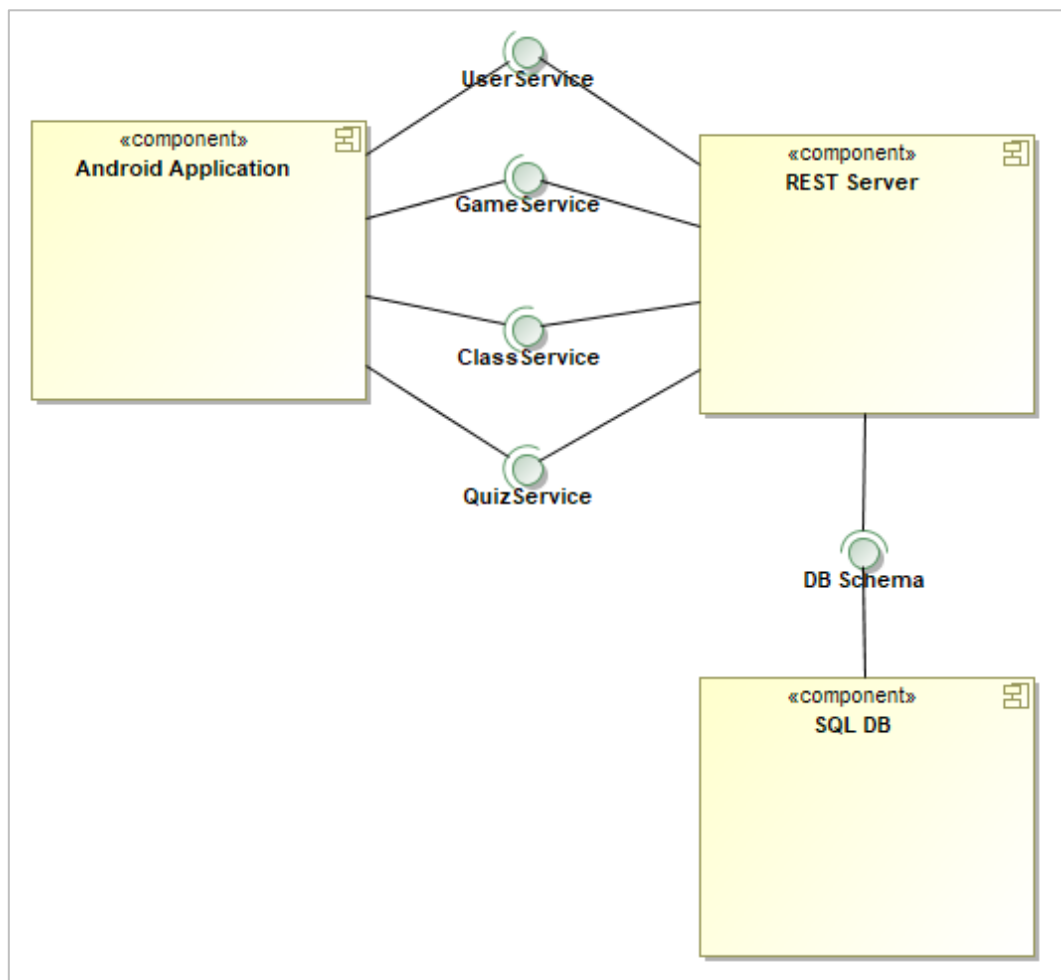 UserService
«component»
Android Application
«component»
REST Server
GameService
ClassService
QuizService
DB Schema
«component»
SQL DB